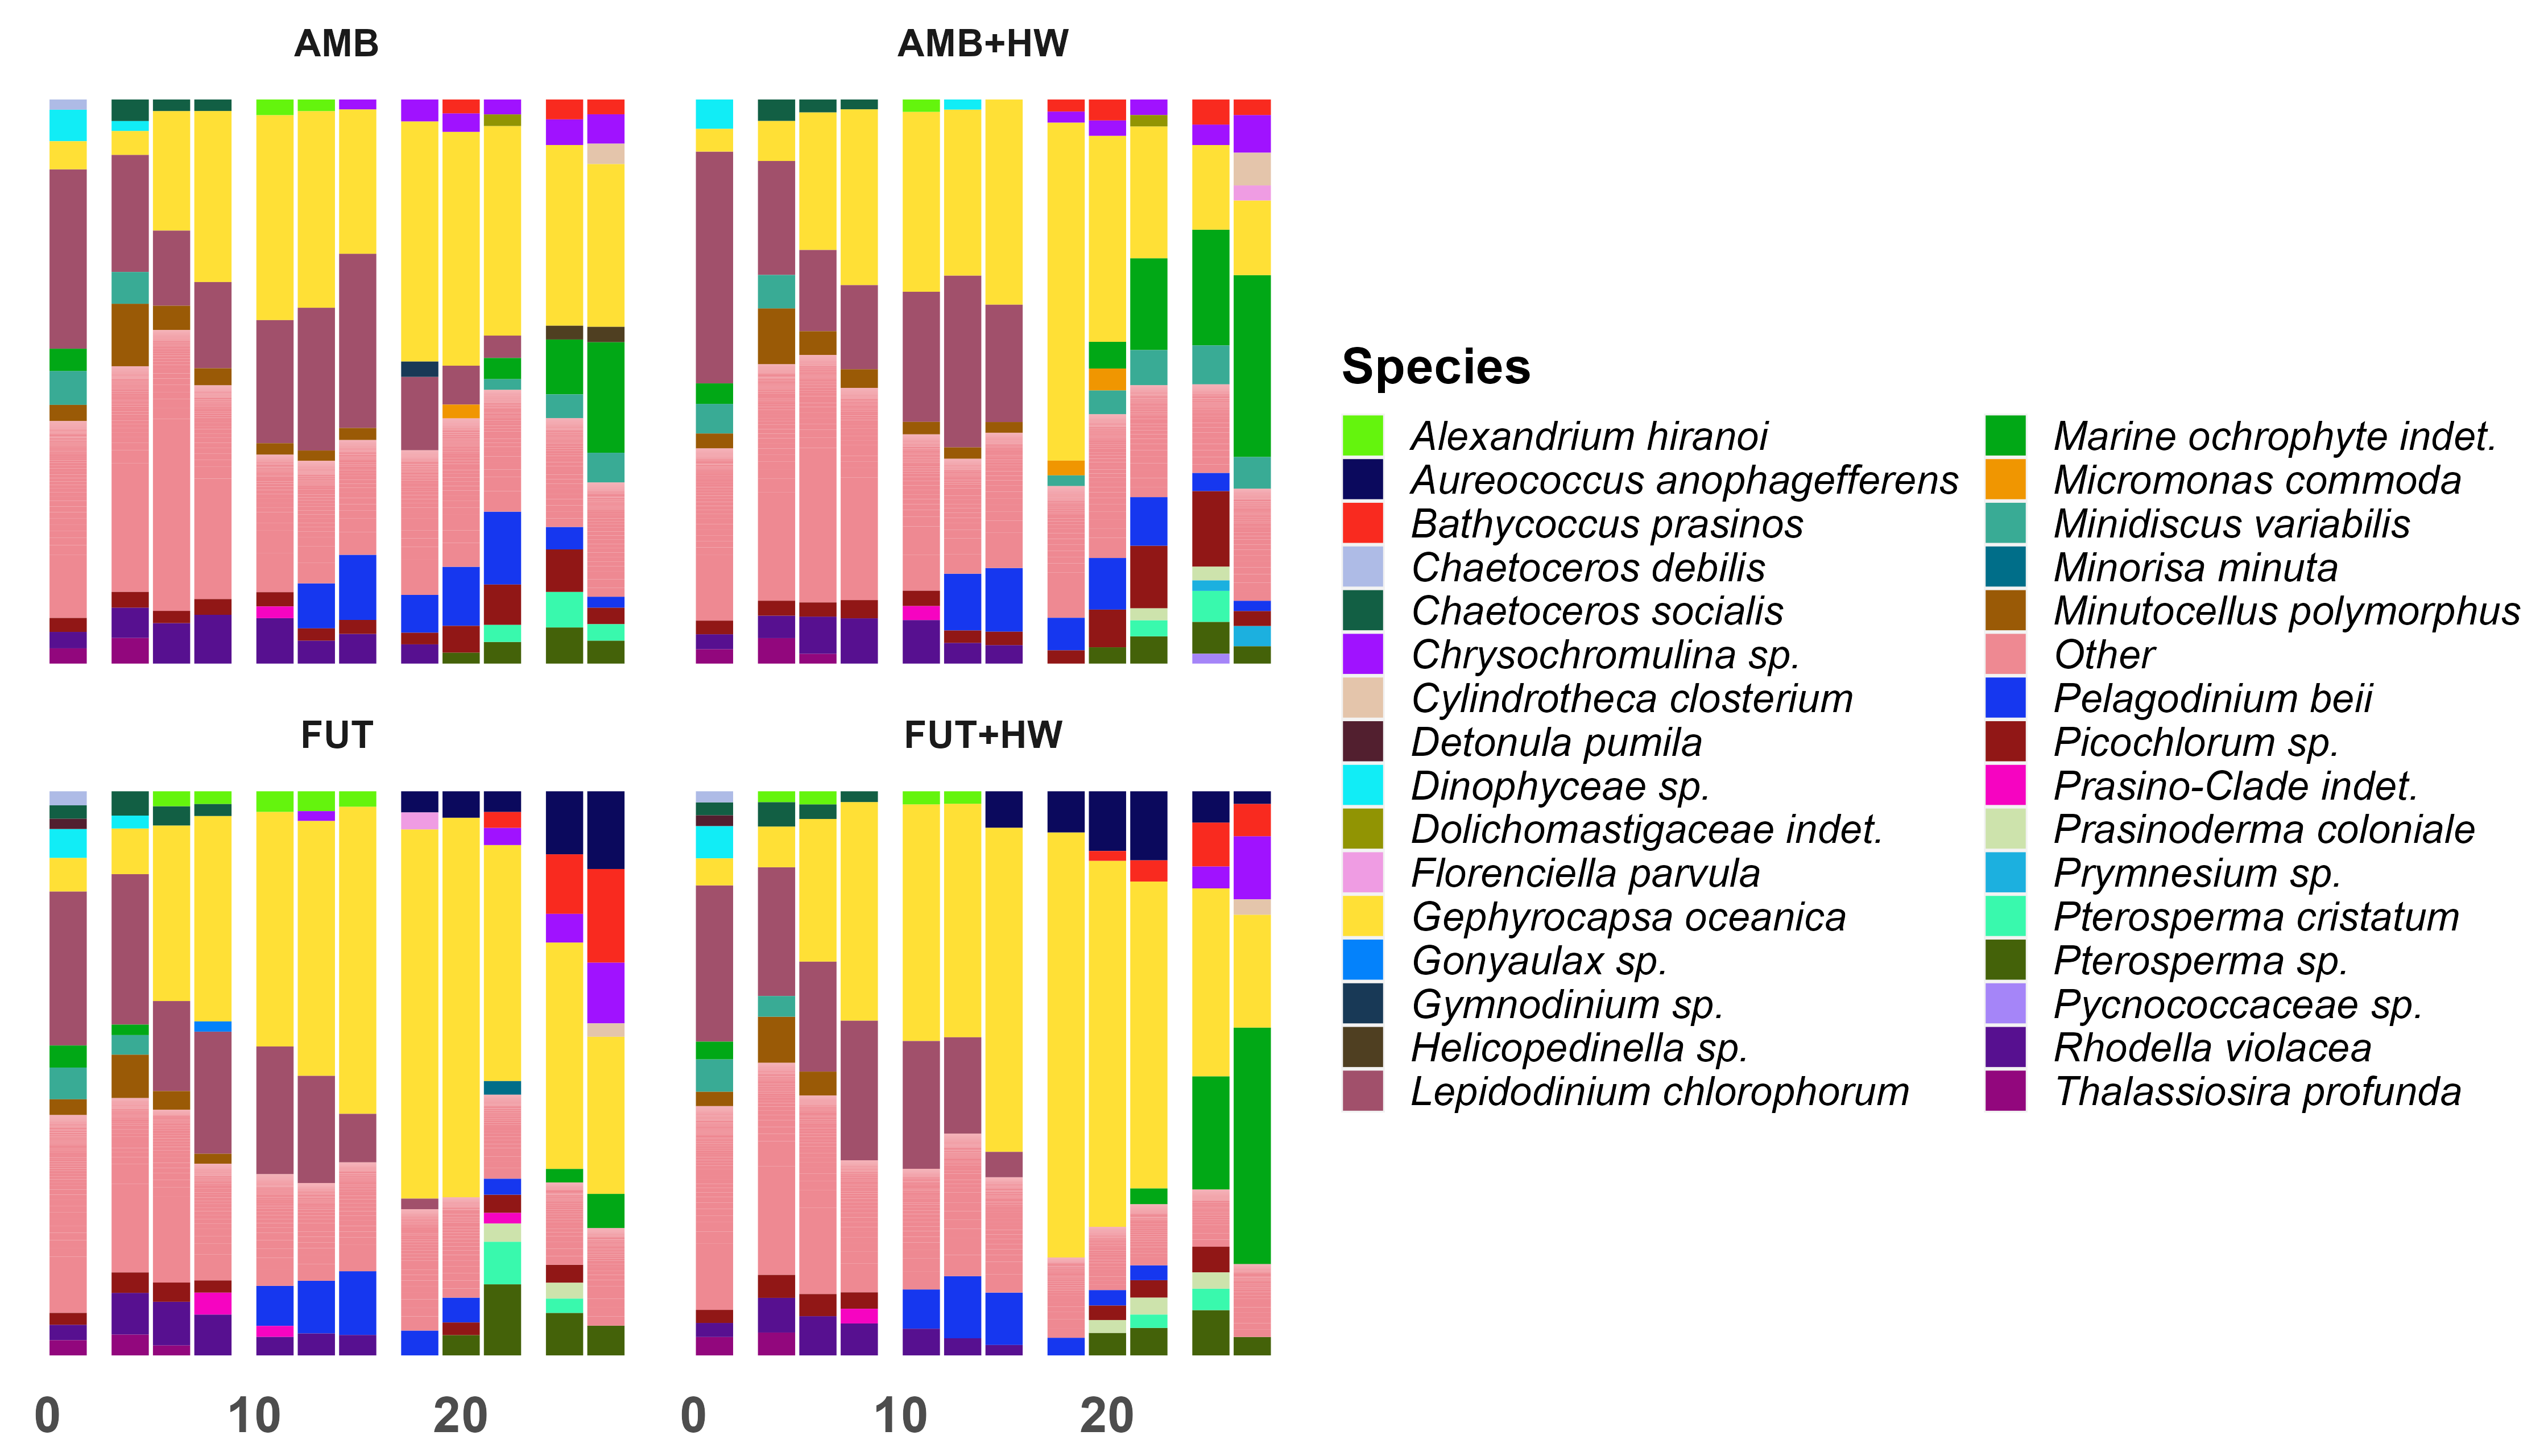 AMB
AMB+HW
FUT
FUT+HW
0
10
20
0
10
20
Species
Alexandrium hiranoi
Aureococcus anophagefferens
Bathycoccus prasinos
Chaetoceros debilis
Chaetoceros socialis
Chrysochromulina sp.
Cylindrotheca closterium
Detonula pumila
Dinophyceae sp.
Dolichomastigaceae indet.
Florenciella parvula
Gephyrocapsa oceanica
Gonyaulax sp.
Gymnodinium sp.
Helicopedinella sp.
Lepidodinium chlorophorum
Marine ochrophyte indet.
Micromonas commoda
Minidiscus variabilis
Minorisa minuta
Minutocellus polymorphus
Other
Pelagodinium beii
Picochlorum sp.
Prasino-Clade indet.
Prasinoderma coloniale
Prymnesium sp.
Pterosperma cristatum
Pterosperma sp.
Pycnococcaceae sp.
Rhodella violacea
Thalassiosira profunda